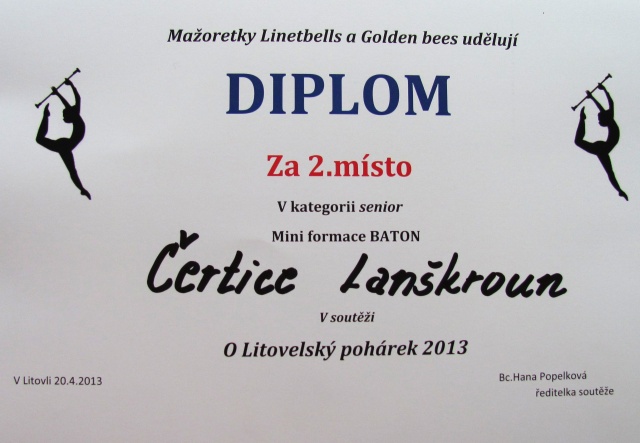 Mažoretky Linetbells a Golden bees udělují
DIPLOM
Za 2.místo
V kategorii senior
Mini formace BATON
Čertice Lanškroun
V soutěži
O Litovelský pohárek 2013
V Litovli 20.4.2013
Bc.Hana Popelková
ředitelka soutěže